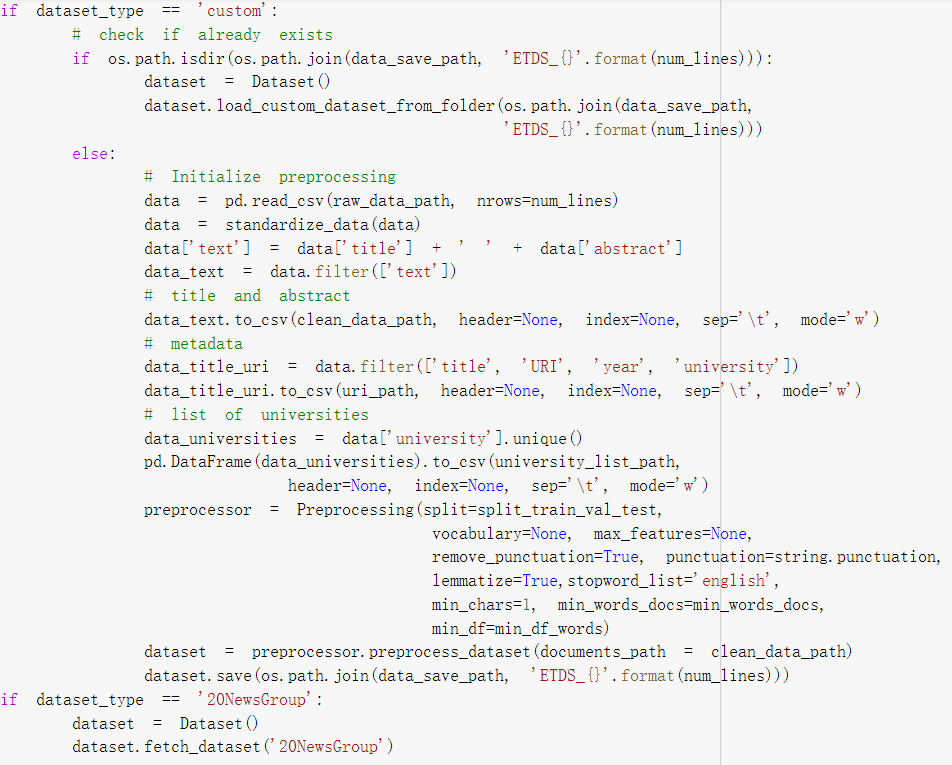 if dataset_type == 'custom':
# check if already exists
if os.path.isdir(os.path.join(data_save_path, 'ETDS_{}'.format(num_lines))):
dataset = Dataset()
dataset.load_custom_dataset_from_folder(os.path.join(data_save_path,
'ETDS_{}'.format(num_lines)))
else:
# Initialize preprocessing
data = pd.read_csv(raw_data_path, nrows=num_lines)
data = standardize_data(data)
data['text'] = data['title'] + ' ' + data['abstract']
data_text = data.filter(['text'])
# title and abstract
data_text.to_csv(clean_data_path, header=None, index=None, sep='\t', mode='w')
# metadata
data_title_uri = data.filter(['title', 'URI', 'year', 'university'])
data_title_uri.to_csv(uri_path, header=None, index=None, sep='\t', mode='w')
# list of universities
data_universities = data['university'].unique()
pd.DataFrame(data_universities).to_csv(university_list_path,
header=None, index=None, sep='\t', mode='w')
preprocessor = Preprocessing(split=split_train_val_test,
vocabulary=None, max_features=None,
remove_punctuation=True, punctuation=string.punctuation,
lemmatize=True,stopword_list='english',
min_chars=1, min_words_docs=min_words_docs,
min_df=min_df_words)
dataset = preprocessor.preprocess_dataset(documents_path = clean_data_path)
dataset.save(os.path.join(data_save_path, 'ETDS_{}'.format(num_lines)))
if dataset_type == '20NewsGroup':
dataset = Dataset()
dataset.fetch_dataset('20NewsGroup')